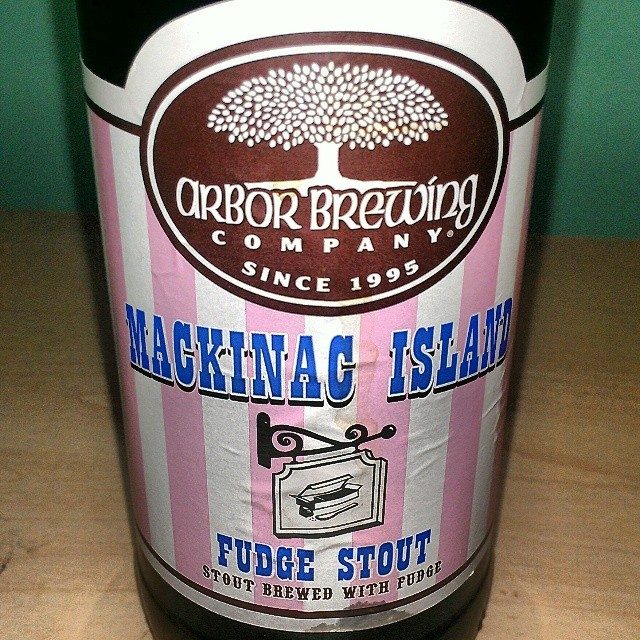 ARBOR BREWING
COMPANY®
SINCE 1995
MACKINAC ISLAND
FUDGE STOUT
STOUT BREWED WITH FUDGE